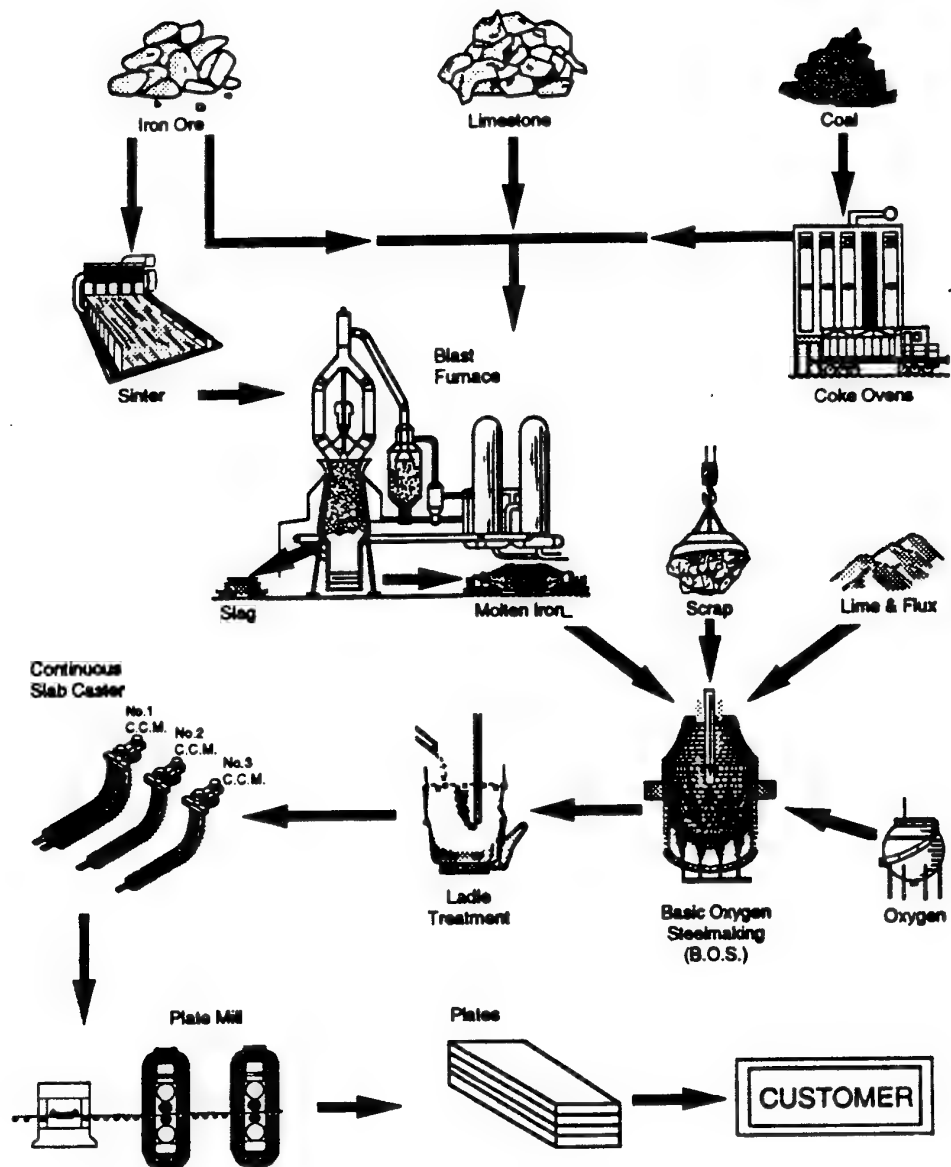 Iron Ore
Limestone
Coal
Sinter
Blast
Furnace
Coke Ovens
Slag
Molten Iron
Scrap
Lime & Flux
Continuous
Slab Caster
No.1
C.C.M.
No.2
C.C.M.
No.3
C.C.M.
Ladle
Treatment
Basic Oxygen
Steelmaking
(B.O.S.)
Oxygen
Plate Mill
Plates
CUSTOMER